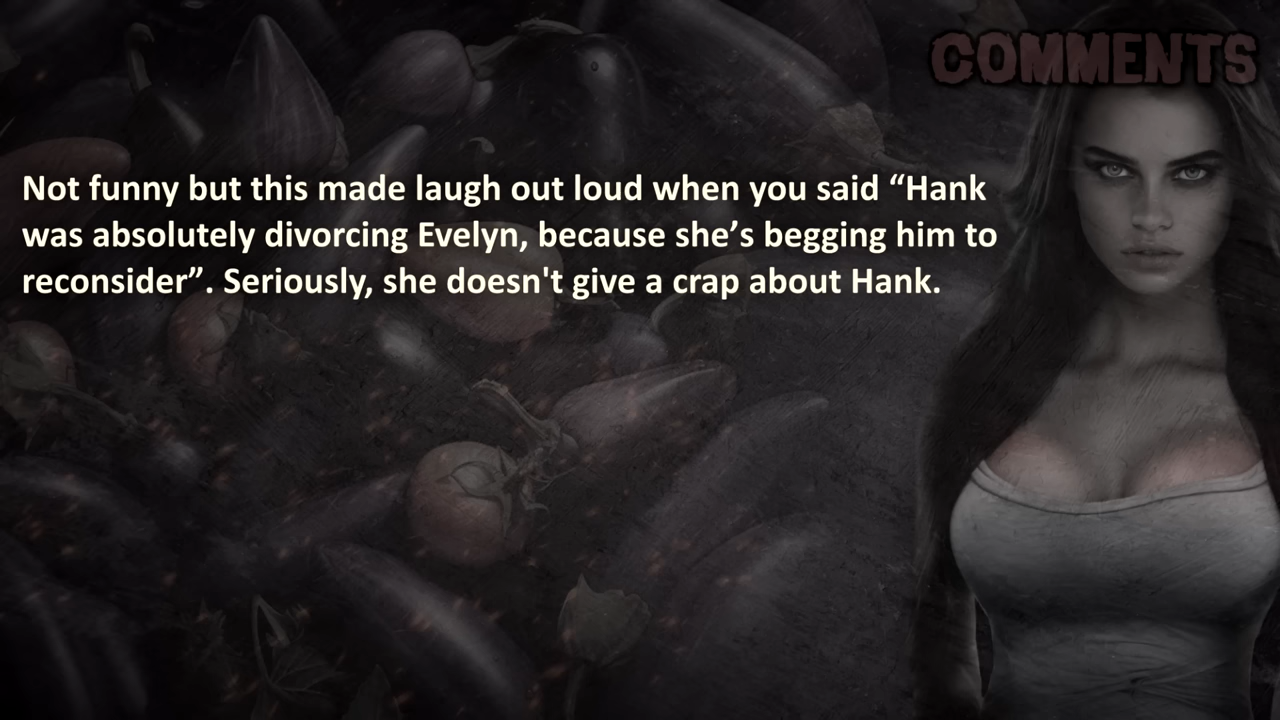 COMMENTS
Not funny but this made laugh out loud when you said “Hank
was absolutely divorcing Evelyn, because she’s begging him to
reconsider”. Seriously, she doesn't give a crap about Hank.